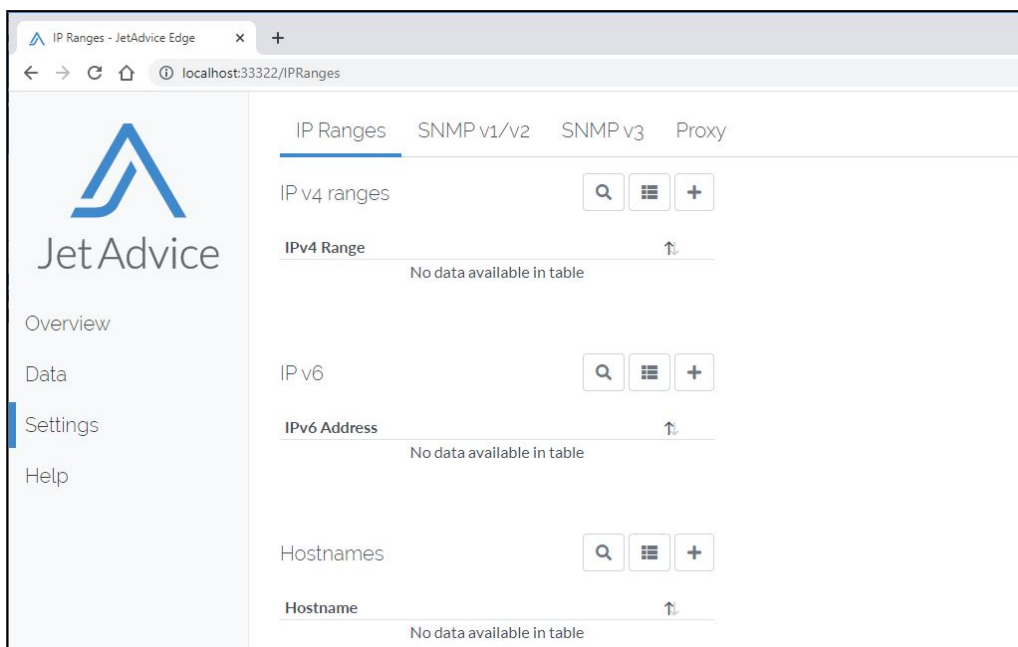 IP Ranges - JetAdvice Edge
localhost:33322/IPRanges
JetAdvice
Overview
Data
Settings
Help
IP Ranges SNMP v1/v2 SNMP v3 Proxy
IP v4 ranges
IPv4 Range
No data available in table
IP v6
IPv6 Address
No data available in table
Hostnames
Hostname
No data available in table